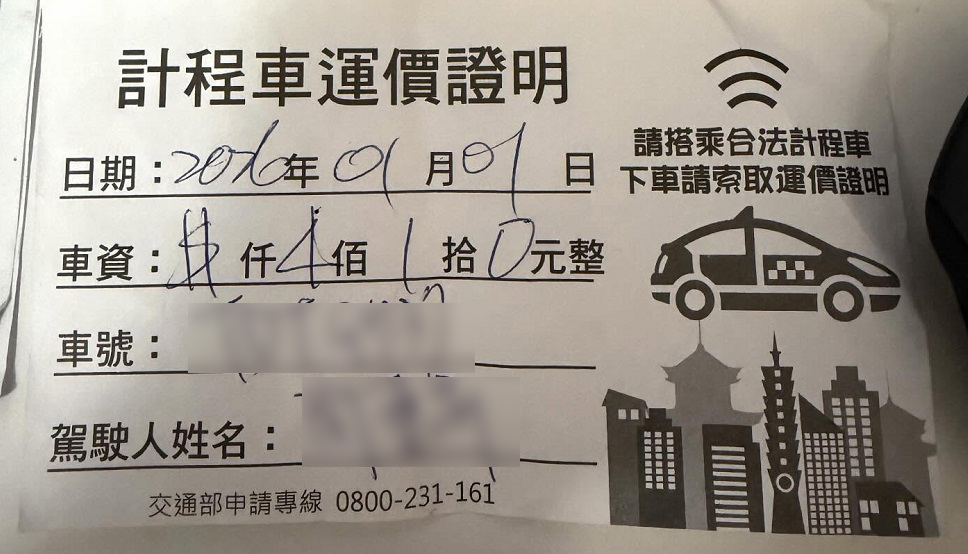 計程車運價證明
日期：2026年01月01日
車資：$仟4佰1拾0元整
車號：
駕駛人姓名：
交通部申請專線 0800-231-161
請搭乘合法計程車
下車請索取運價證明